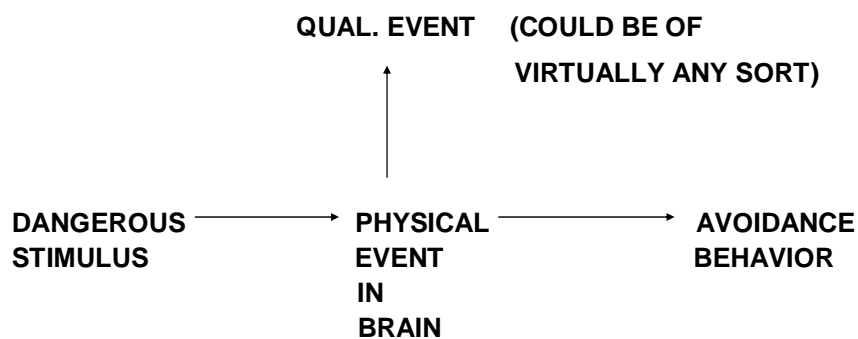 QUAL. EVENT (COULD BE OF
VIRTUALLY ANY SORT)
DANGEROUS
STIMULUS
PHYSICAL
EVENT
IN
BRAIN
AVOIDANCE
BEHAVIOR